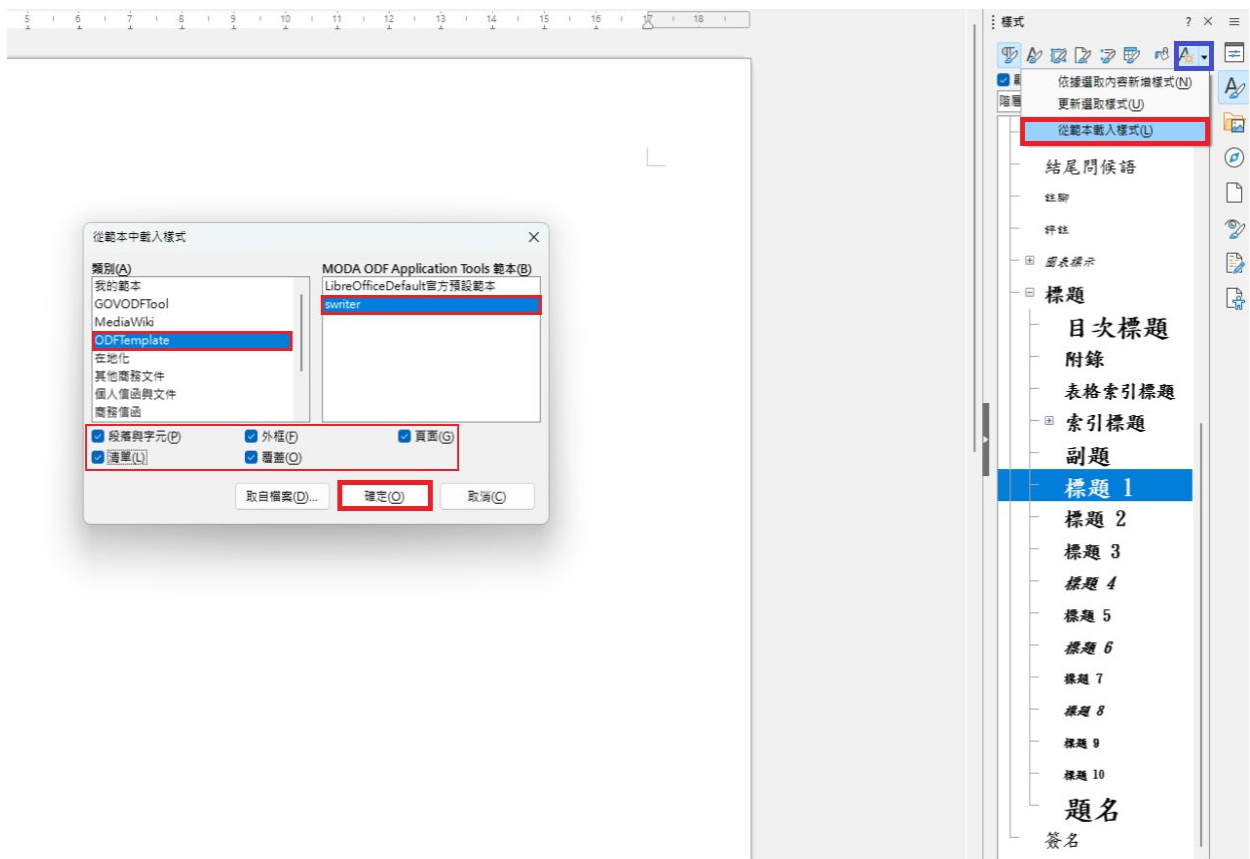 5 6 7 8 9 10 11 12 13 14 15 16 17 18
樣式
?
依據選取內容新增樣式(N)
更新選取樣式(U)
從範本載入樣式(L)
階層
結尾問候語
註腳
評註
圖表標示
標題
目次標題
附錄
表格索引標題
索引標題
副題
標題 1
標題 2
標題 3
標題 4
標題 5
標題 6
標題 7
標題 8
標題 9
標題 10
題名
簽名
從範本中載入樣式
類別(A)
我的範本
GOVODFTool
MediaWiki
ODFTemplate
在地化
其他商務文件
個人信函與文件
商務信函
MODA ODF Application Tools 範本(B)
LibreOfficeDefault官方預設範本
swriter
段落與字元(P) 外框(F) 頁面(G)
清單(L) 覆蓋(O)
取自檔案(D)... 確定(O) 取消(C)